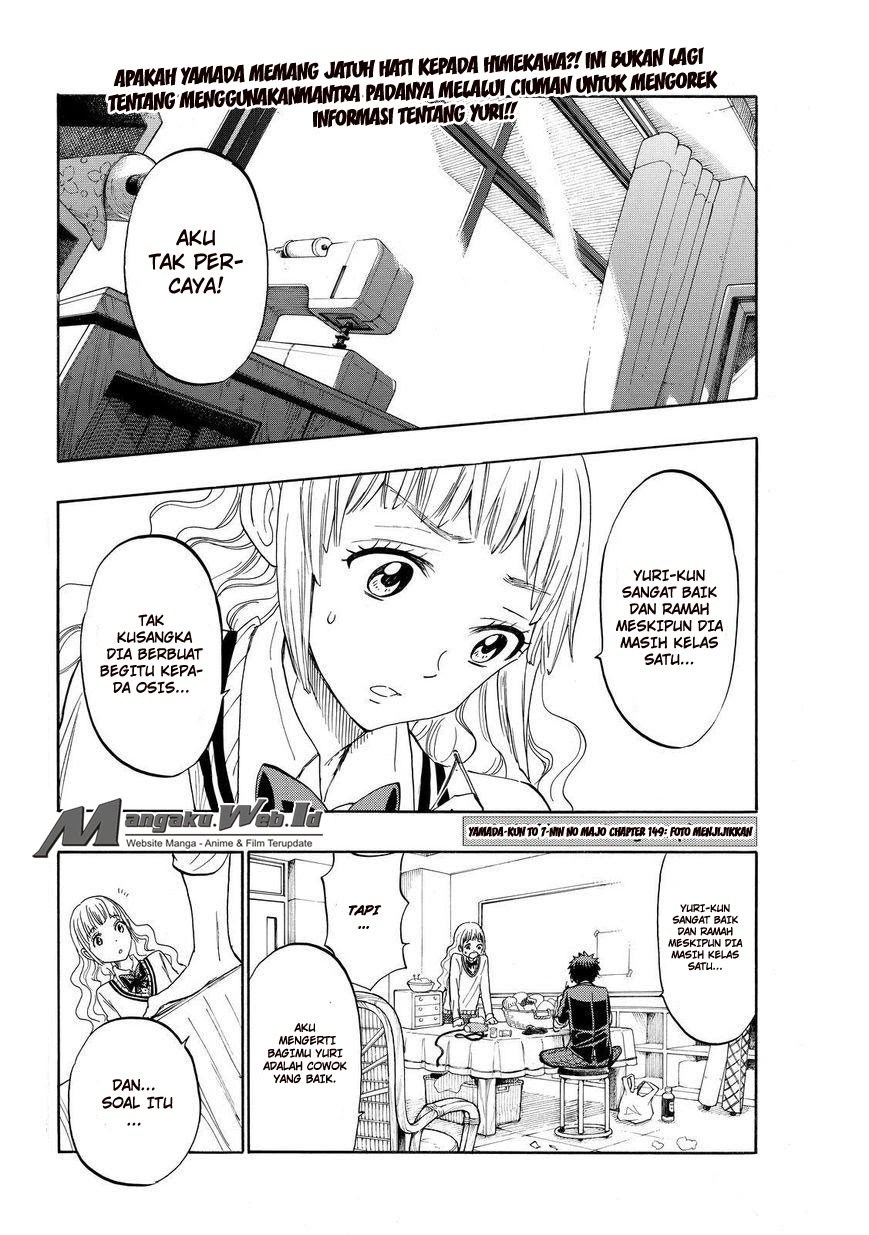 APAKAH YAMADA MEMANG JATUH HATI KEPADA HIMEKAWA?! INI BUKAN LAGI
TENTANG MENGGUNAKANMANTRA PADANYA MELALUI CIUMAN UNTUK MENGOREK
INFORMASI TENTANG YURI!!
AKU
TAK PER-
CAYA!
YURI-KUN
SANGAT BAIK
DAN RAMAH
MESKIPUN DIA
MASIH KELAS
SATU...
TAK
KUSANGKA
DIA BERBUAT
BEGITU KEPA-
DA OSIS...
Mangaku.Web.Id
Website Manga - Anime & Film Terupdate
YAMADA-KUN TO 7-NIN NO MAJO CHAPTER 149: FOTO MENJIJIKKAN
YURI-KUN
SANGAT BAIK
DAN RAMAH
MESKIPUN DIA
MASIH KELAS
SATU...
TAPI
...
AKU
MENGERTI
BAGIMU YURI
ADALAH COWOK
YANG BAIK.
DAN...
SOAL ITU
...